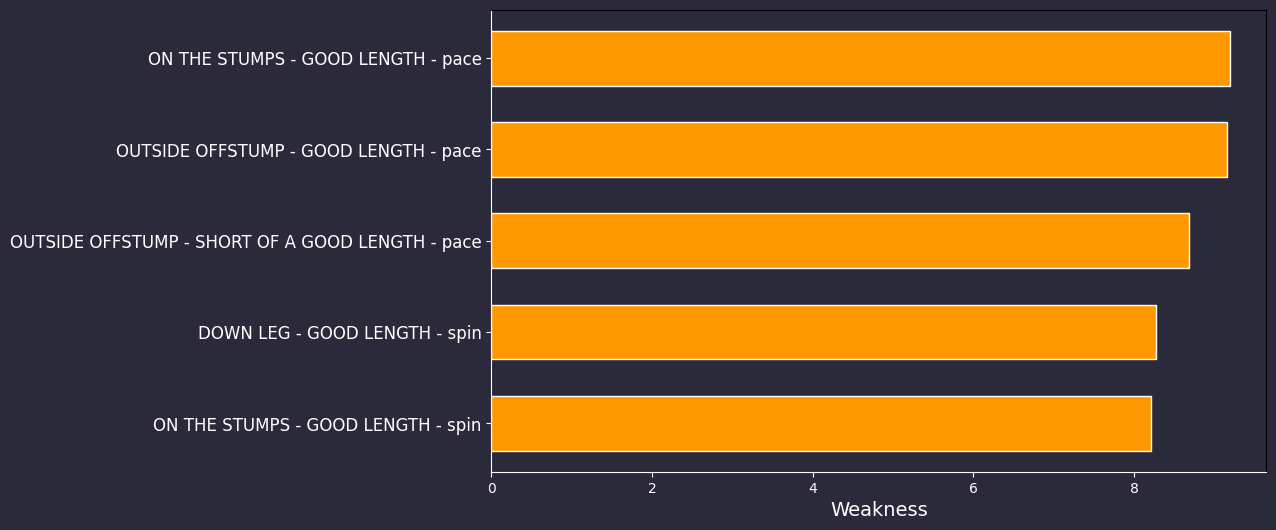 ON THE STUMPS - GOOD LENGTH - pace
OUTSIDE OFFSTUMP - GOOD LENGTH - pace
OUTSIDE OFFSTUMP - SHORT OF A GOOD LENGTH - pace
DOWN LEG - GOOD LENGTH - spin
ON THE STUMPS - GOOD LENGTH - spin
0 2 4 6 8
Weakness